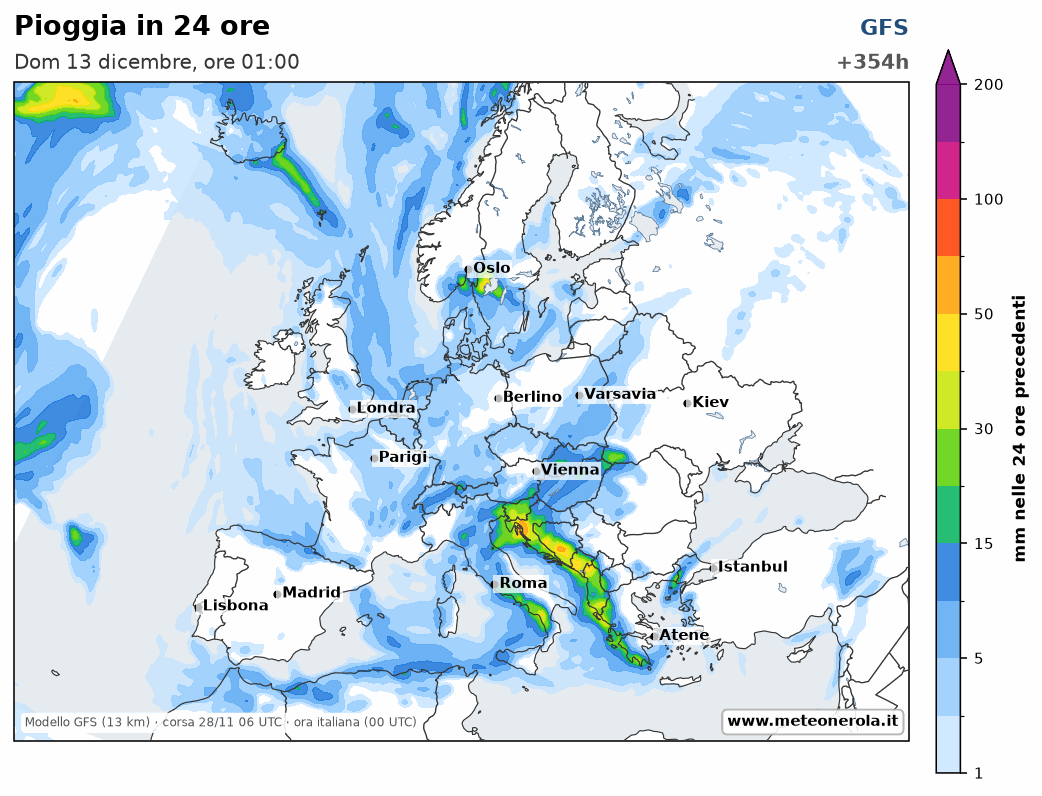 Pioggia in 24 ore
GFS
Dom 13 dicembre, ore 01:00
+354h
200
100
50
30
15
5
1
mm nelle 24 ore precedenti
Oslo
Berlino
Varsavia
Kiev
Londra
Parigi
Vienna
Istanbul
Roma
Madrid
Lisbona
Atene
Modello GFS (13 km) · corsa 28/11 06 UTC · ora italiana (00 UTC)
www.meteonerola.it